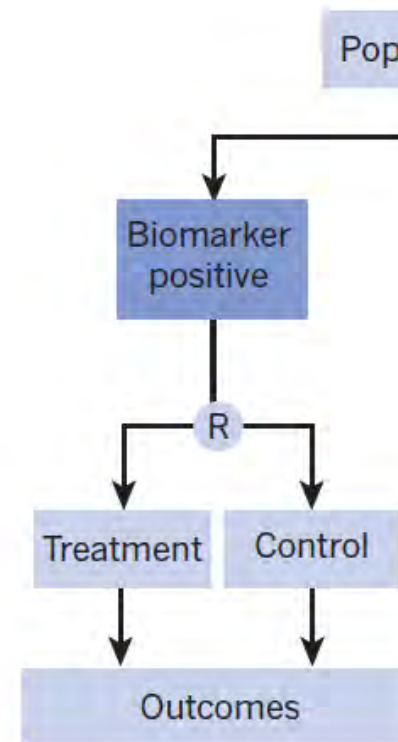 Pop
Biomarker
positive
R
Treatment
Control
Outcomes